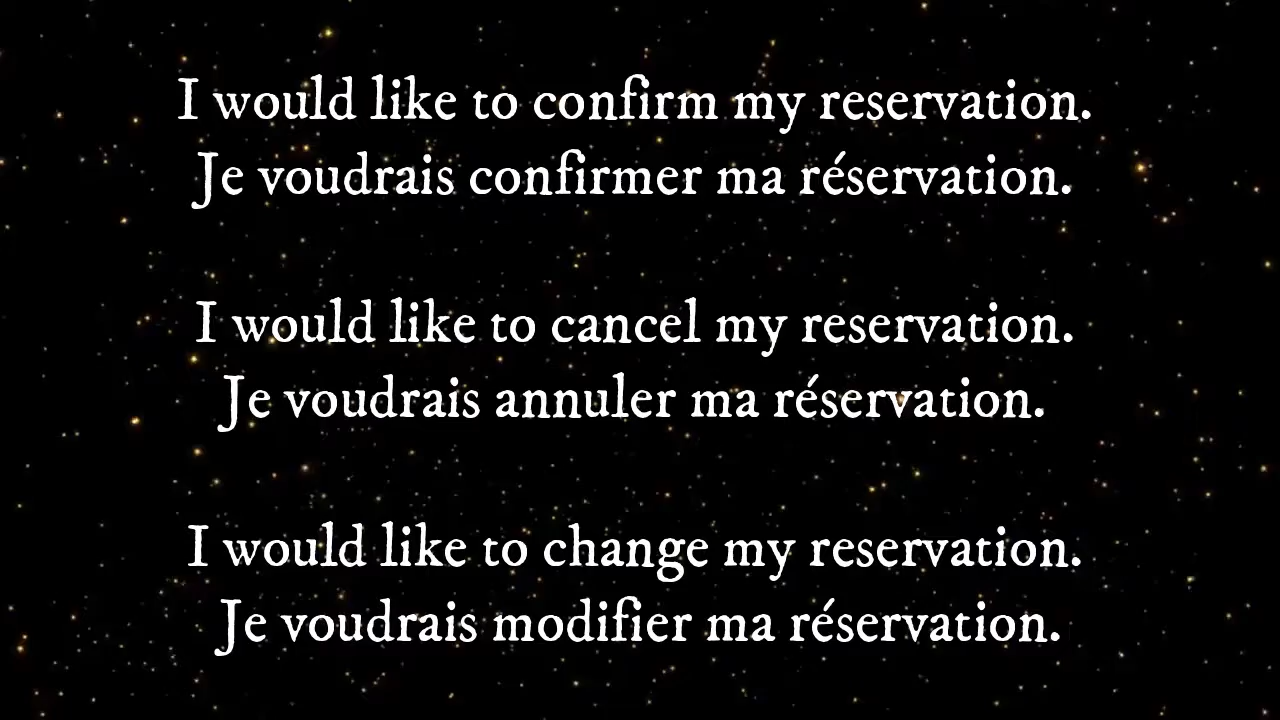 I would like to confirm my reservation.
Je voudrais confirmer ma réservation.
I would like to cancel my reservation.
Je voudrais annuler ma réservation.
I would like to change my reservation.
Je voudrais modifier ma réservation.